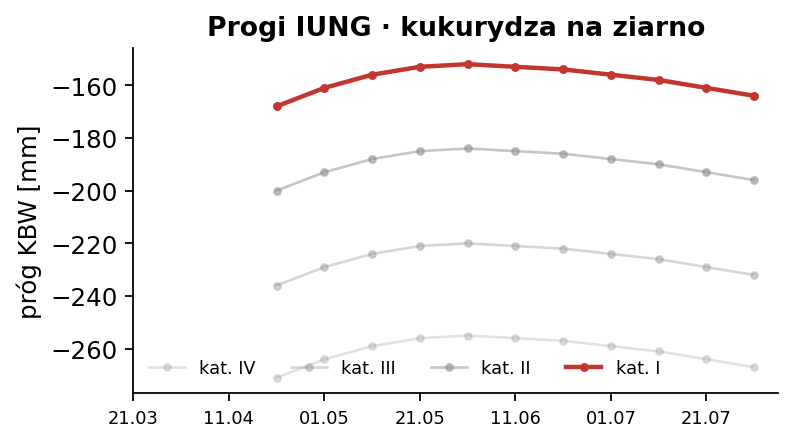 Progi IUNG · kukurydza na ziarno
próg KBW [mm]
−160
−180
−200
−220
−240
−260
kat. IV kat. III kat. II kat. I
21.03 11.04 01.05 21.05 11.06 01.07 21.07